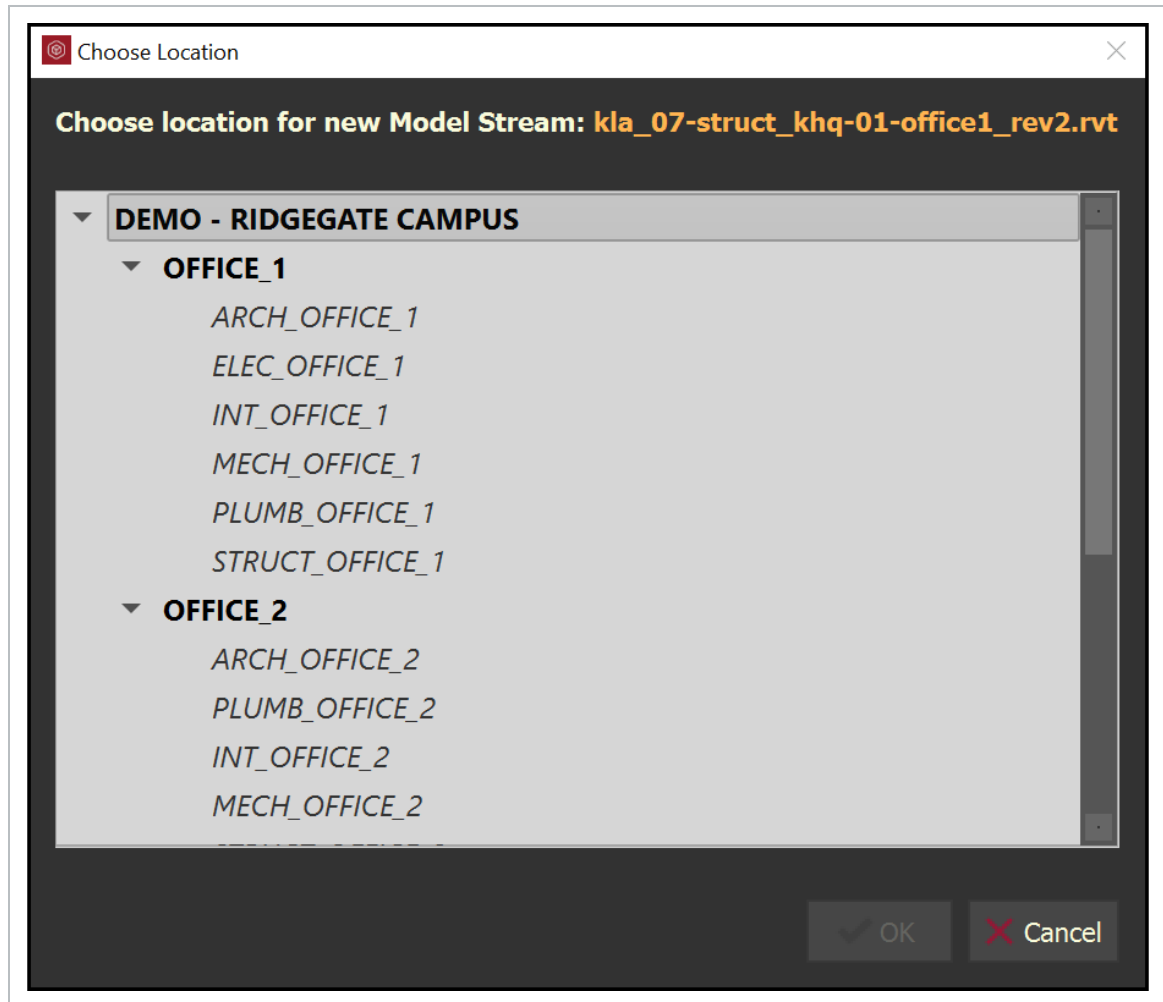 Choose Location
Choose location for new Model Stream: kla_07-struct_khq-01-office1_rev2.rvt
DEMO - RIDGEGATE CAMPUS
OFFICE_1
ARCH_OFFICE_1
ELEC_OFFICE_1
INT_OFFICE_1
MECH_OFFICE_1
PLUMB_OFFICE_1
STRUCT_OFFICE_1
OFFICE_2
ARCH_OFFICE_2
PLUMB_OFFICE_2
INT_OFFICE_2
MECH_OFFICE_2
OK
Cancel